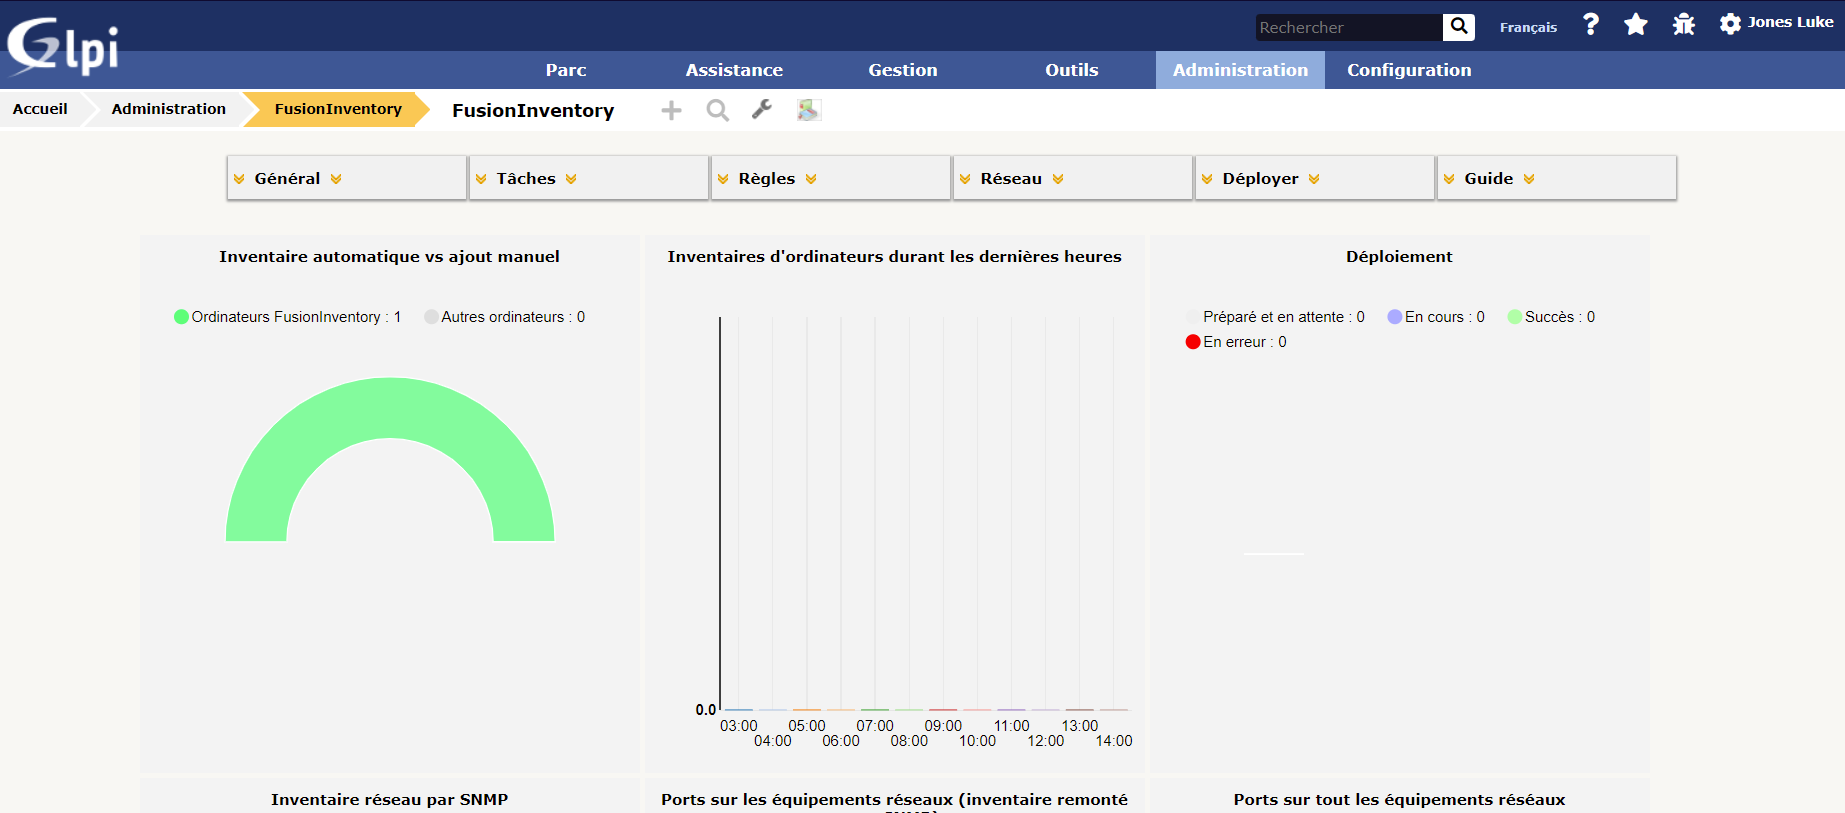 Glpi
Rechercher
Français
Jones Luke
Parc Assistance Gestion Outils Administration Configuration
Accueil Administration FusionInventory FusionInventory
Général Tâches Règles Réseau Déployer Guide
Inventaire automatique vs ajout manuel
Ordinateurs FusionInventory : 1 Autres ordinateurs : 0
Inventaires d'ordinateurs durant les dernières heures
0.0
03:00 05:00 07:00 09:00 11:00 13:00
04:00 06:00 08:00 10:00 12:00 14:00
Déploiement
Préparé et en attente : 0 En cours : 0 Succès : 0
En erreur : 0
Inventaire réseau par SNMP
Ports sur les équipements réseaux (inventaire remonté
Ports sur tout les équipements réséaux